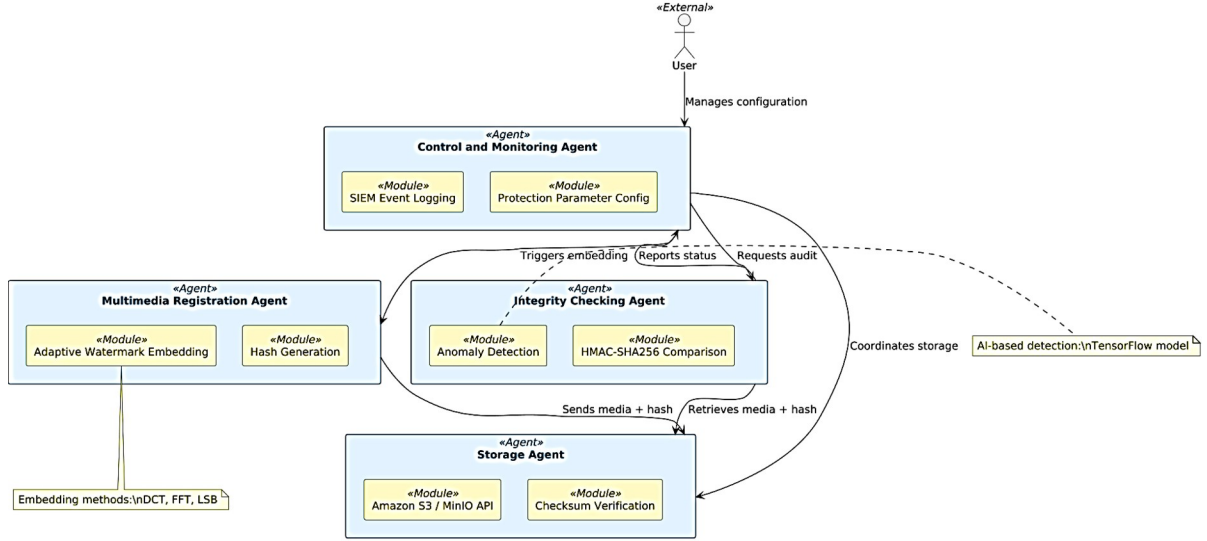 «External»
User
Manages configuration
«Agent»
Control and Monitoring Agent
«Module»
SIEM Event Logging
«Module»
Protection Parameter Config
Triggers embedding
Reports status
Requests audit
«Agent»
Multimedia Registration Agent
«Module»
Adaptive Watermark Embedding
«Module»
Hash Generation
«Agent»
Integrity Checking Agent
«Module»
Anomaly Detection
«Module»
HMAC-SHA256 Comparison
Coordinates storage
AI-based detection:\nTensorFlow model
Sends media + hash
Retrieves media + hash
«Agent»
Storage Agent
«Module»
Amazon S3 / MinIO API
«Module»
Checksum Verification
Embedding methods:\nDCT, FFT, LSB